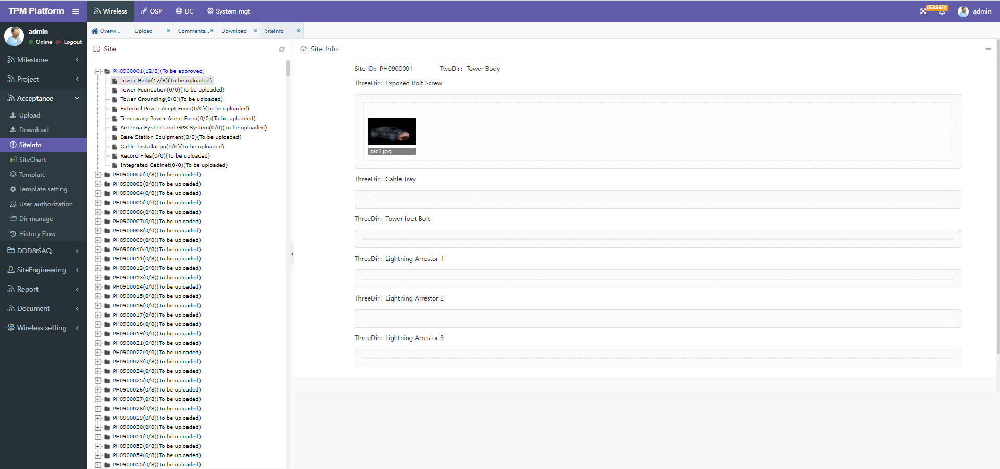 TPM Platform
Wireless
OSP
DC
System mgt
(53368)
admin
admin
Online
Logout
Overvi...
Upload
Comments...
Download
SiteInfo
Milestone
Project
Acceptance
Upload
Download
SiteInfo
SiteChart
Template
Template setting
User authorization
Dir manage
History Flow
DDD&SAQ
SiteEngineering
Report
Document
Wireless setting
Site
PH0900001(12/8)(To be approved)
Tower Body(12/8)(To be uploaded)
Tower Foundation(0/0)(To be uploaded)
Tower Grounding(0/0)(To be uploaded)
External Power Acept Form(0/0)(To be uploaded)
Temporary Power Acept Form(0/0)(To be uploaded)
Antenna System and GPS System(0/0)(To be uploaded)
Base Station Equipment(0/0)(To be uploaded)
Cable Installation(0/0)(To be uploaded)
Record Files(0/0)(To be uploaded)
Integrated Cabinet(0/0)(To be uploaded)
PH0900002(0/8)(To be uploaded)
PH0900003(0/0)(To be uploaded)
PH0900004(0/0)(To be uploaded)
PH0900005(0/0)(To be uploaded)
PH0900006(0/0)(To be uploaded)
PH0900007(0/0)(To be uploaded)
PH0900008(0/0)(To be uploaded)
PH0900009(0/0)(To be uploaded)
PH0900010(0/0)(To be uploaded)
PH0900011(0/8)(To be uploaded)
PH0900012(0/0)(To be uploaded)
PH0900013(0/8)(To be uploaded)
PH0900014(0/0)(To be uploaded)
PH0900015(0/8)(To be uploaded)
PH0900016(0/0)(To be uploaded)
PH0900017(0/8)(To be uploaded)
PH0900018(0/0)(To be uploaded)
PH0900019(0/0)(To be uploaded)
PH0900021(0/0)(To be uploaded)
PH0900022(0/0)(To be uploaded)
PH0900023(0/8)(To be uploaded)
PH0900024(0/8)(To be uploaded)
PH0900025(0/0)(To be uploaded)
PH0900026(0/8)(To be uploaded)
PH0900027(0/8)(To be uploaded)
PH0900028(0/8)(To be uploaded)
PH0900029(0/8)(To be uploaded)
PH0900030(0/0)(To be uploaded)
PH0900051(0/8)(To be uploaded)
PH0900053(0/8)(To be uploaded)
PH0900054(0/8)(To be uploaded)
PH0900055(0/8)(To be uploaded)
Site Info
Site ID: PH0900001 TwoDir: Tower Body
ThreeDir: Exposed Bolt Screw
pic1.jpg
ThreeDir: Cable Tray
ThreeDir: Tower foot Bolt
ThreeDir: Lightning Arrestor 1
ThreeDir: Lightning Arrestor 2
ThreeDir: Lightning Arrestor 3